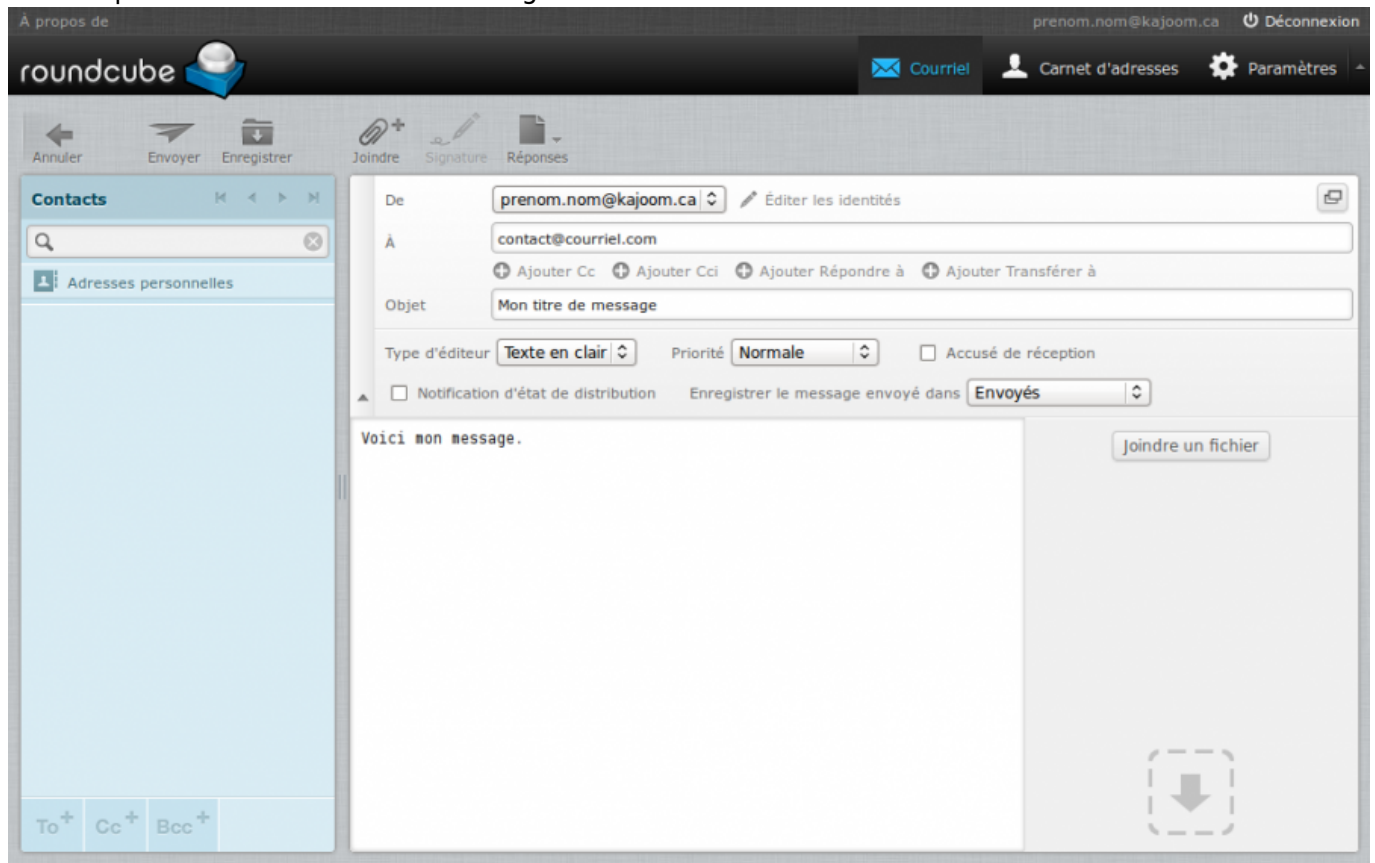 À propos de
prenom.nom@kajoom.ca Déconnexion
roundcube
Courriel Carnet d'adresses Paramètres
Annuler Envoyer Enregistrer Joindre Signature Réponses
Contacts
Adresses personnelles
To+ Cc+ Bcc+
De prenom.nom@kajoom.ca Éditer les identités
À contact@courriel.com
Ajouter Cc Ajouter Cci Ajouter Répondre à Ajouter Transférer à
Objet Mon titre de message
Type d'éditeur Texte en clair Priorité Normale Accusé de réception
Notification d'état de distribution Enregistrer le message envoyé dans Envoyés
Voici mon message.
Joindre un fichier